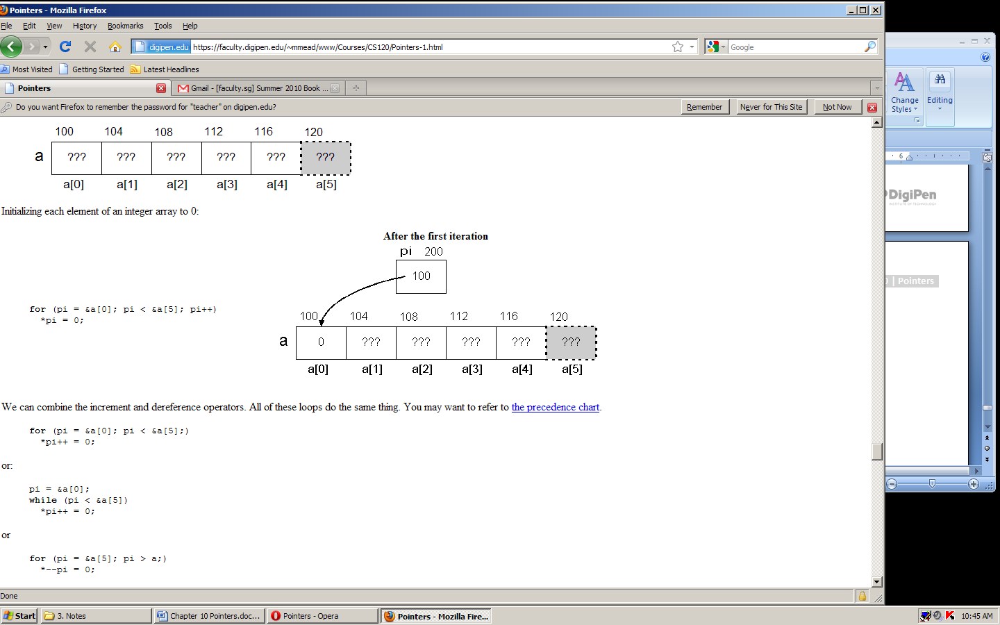 Pointers - Mozilla Firefox
File Edit View History Bookmarks Tools Help
digipen.edu https://faculty.digipen.edu/~mmead/www/Courses/CS120/Pointers-1.html
Google
Most Visited Getting Started Latest Headlines
Pointers
Gmail - [faculty.sg] Summer 2010 Book ...
Do you want Firefox to remember the password for "teacher" on digipen.edu?
Remember Never for This Site Not Now
100 104 108 112 116 120
a ??? ??? ??? ??? ??? ???
a[0] a[1] a[2] a[3] a[4] a[5]
Initializing each element of an integer array to 0:
After the first iteration
pi 200
100
for (pi = &a[0]; pi < &a[5]; pi++)
*pi = 0;
100 104 108 112 116 120
a 0 ??? ??? ??? ??? ???
a[0] a[1] a[2] a[3] a[4] a[5]
We can combine the increment and dereference operators. All of these loops do the same thing. You may want to refer to the precedence chart.
for (pi = &a[0]; pi < &a[5];)
*pi++ = 0;
or:
pi = &a[0];
while (pi < &a[5])
*pi++ = 0;
or
for (pi = &a[5]; pi > a;)
*--pi = 0;
Done
Change
Styles
Editing
6
DigiPen
INSTITUTE OF TECHNOLOGY
0 | Pointers
Start 3. Notes Chapter 10 Pointers.doc... Pointers - Opera Pointers - Mozilla Fire... 10:45 AM